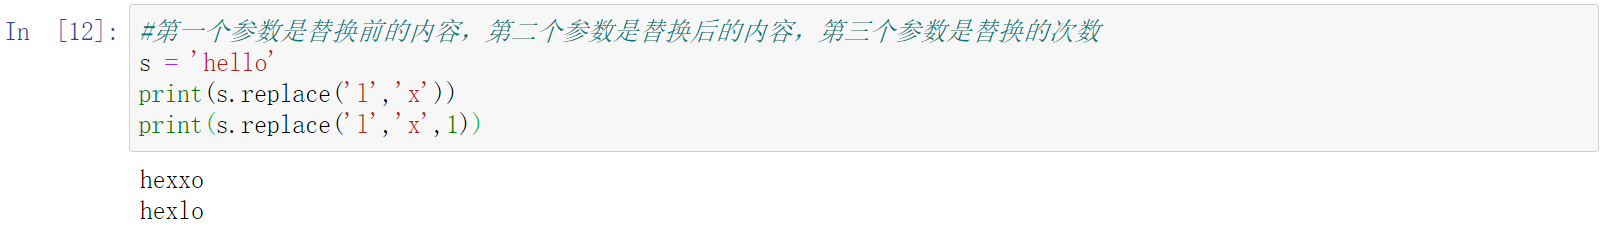 In [12]: #第一个参数是替换前的内容，第二个参数是替换后的内容，第三个参数是替换的次数
s = 'hello'
print(s.replace('l','x'))
print(s.replace('l','x',1))
hexxo
hexlo